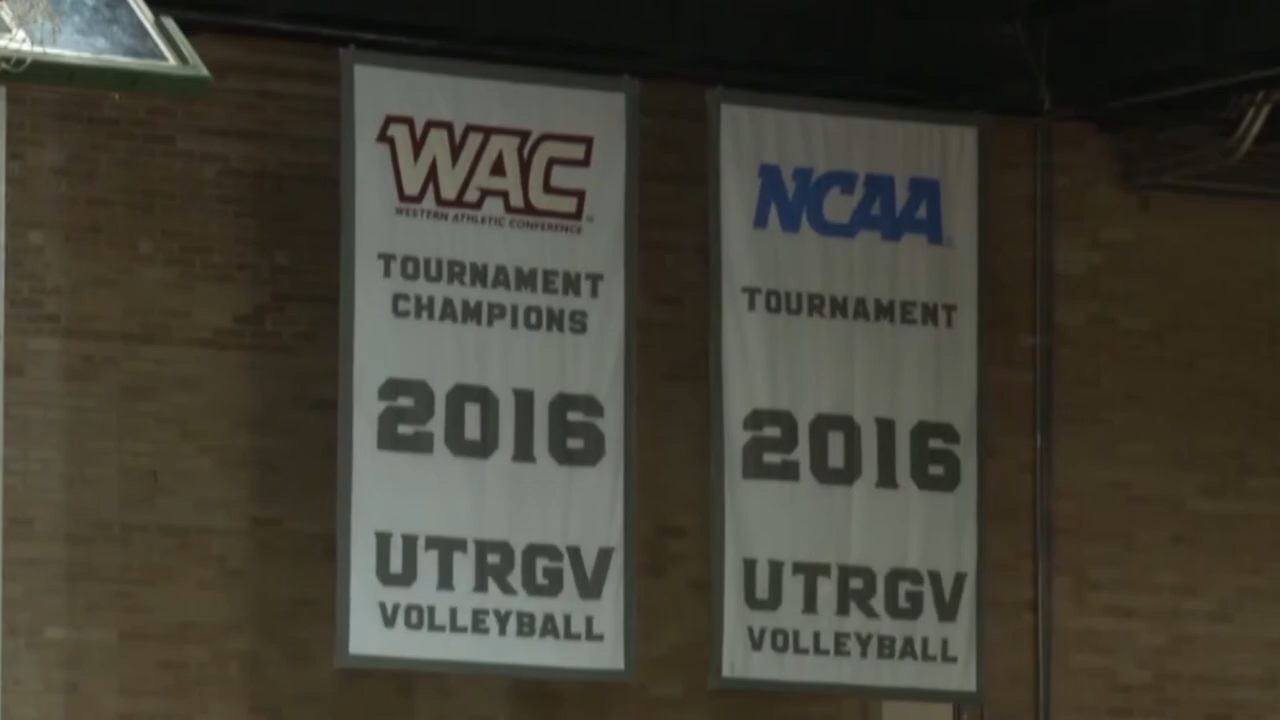 WAC
WESTERN ATHLETIC CONFERENCE
TOURNAMENT
CHAMPIONS
2016
UTRGV
VOLLEYBALL
NCAA
TOURNAMENT
2016
UTRGV
VOLLEYBALL